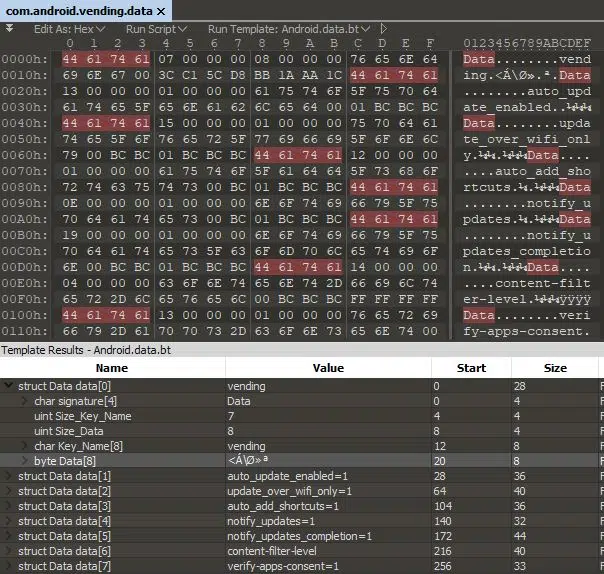 com.android.vending.data ×
Edit As: Hex Run Script Run Template: Android.data.bt
0 1 2 3 4 5 6 7 8 9 A B C D E F 0123456789ABCDEF
0000h: 44 61 74 61 07 00 00 00 08 00 00 00 76 65 6E 64 Data........vend
0010h: 69 6E 67 00 3C C1 5C D8 BB 1A AA 1C 44 61 74 61 ing.<Á\Ø».ª.Data
0020h: 13 00 00 00 01 00 00 00 61 75 74 6F 5F 75 70 64 ........auto_upd
0030h: 61 74 65 5F 65 6E 61 62 6C 65 64 00 01 BC BC BC ate_enabled..¼¼¼
0040h: 44 61 74 61 15 00 00 00 01 00 00 00 75 70 64 61 Data........upda
0050h: 74 65 5F 6F 76 65 72 5F 77 69 66 69 5F 6F 6E 6C te_over_wifi_onl
0060h: 79 00 BC BC 01 BC BC BC 44 61 74 61 12 00 00 00 y.¼¼.¼¼¼Data....
0070h: 01 00 00 00 61 75 74 6F 5F 61 64 64 5F 73 68 6F ....auto_add_sho
0080h: 72 74 63 75 74 73 00 BC 01 BC BC BC 44 61 74 61 rtcuts.¼.¼¼¼Data
0090h: 0E 00 00 00 01 00 00 00 6E 6F 74 69 66 79 5F 75 ........notify_u
00A0h: 70 64 61 74 65 73 00 BC 01 BC BC BC 44 61 74 61 pdates.¼.¼¼¼Data
00B0h: 19 00 00 00 01 00 00 00 6E 6F 74 69 66 79 5F 75 ........notify_u
00C0h: 70 64 61 74 65 73 5F 63 6F 6D 70 6C 65 74 69 6F pdates_completio
00D0h: 6E 00 BC BC 01 BC BC BC 44 61 74 61 14 00 00 00 n.¼¼.¼¼¼Data....
00E0h: 04 00 00 00 63 6F 6E 74 65 6E 74 2D 66 69 6C 74 ....content-filt
00F0h: 65 72 2D 6C 65 76 65 6C 00 BC BC BC FF FF FF FF er-level.¼¼¼ÿÿÿÿ
0100h: 44 61 74 61 13 00 00 00 01 00 00 00 76 65 72 69 Data........veri
0110h: 66 79 2D 61 70 70 73 2D 63 6F 6E 73 65 6E 74 00 fy-apps-consent.
Template Results - Android.data.bt
Name Value Start Size
struct Data data[0] vending 0 28 F
char signature[4] Data 0 4 F
uint Size_Key_Name 7 4 4 F
uint Size_Data 8 8 4 F
char Key_Name[8] vending 12 8 F
byte Data[8] <Á\Ø» ª 20 8 F
struct Data data[1] auto_update_enabled=1 28 36 F
struct Data data[2] update_over_wifi_only=1 64 40 F
struct Data data[3] auto_add_shortcuts=1 104 36 F
struct Data data[4] notify_updates=1 140 32 F
struct Data data[5] notify_updates_completion=1 172 44 F
struct Data data[6] content-filter-level 216 40 F
struct Data data[7] verify-apps-consent=1 256 33 F